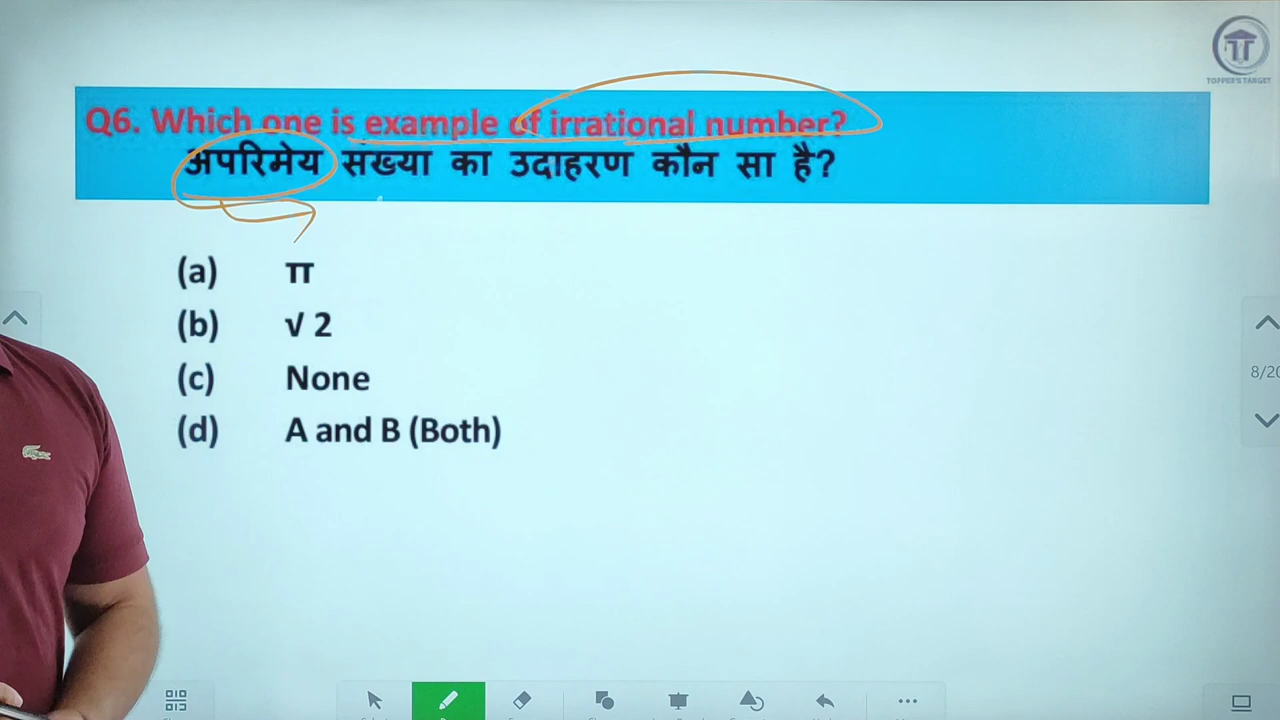 TOPPER'S TARGET
Q6. Which one is example of irrational number?
अपरिमेय संख्या का उदाहरण कौन सा है?
(a) π
(b) √ 2
(c) None
(d) A and B (Both)
8/20